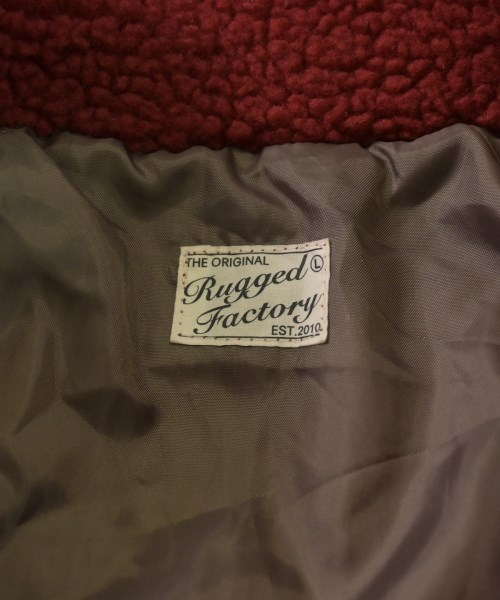 THE ORIGINAL
Rugged L
Factory
EST.2010.